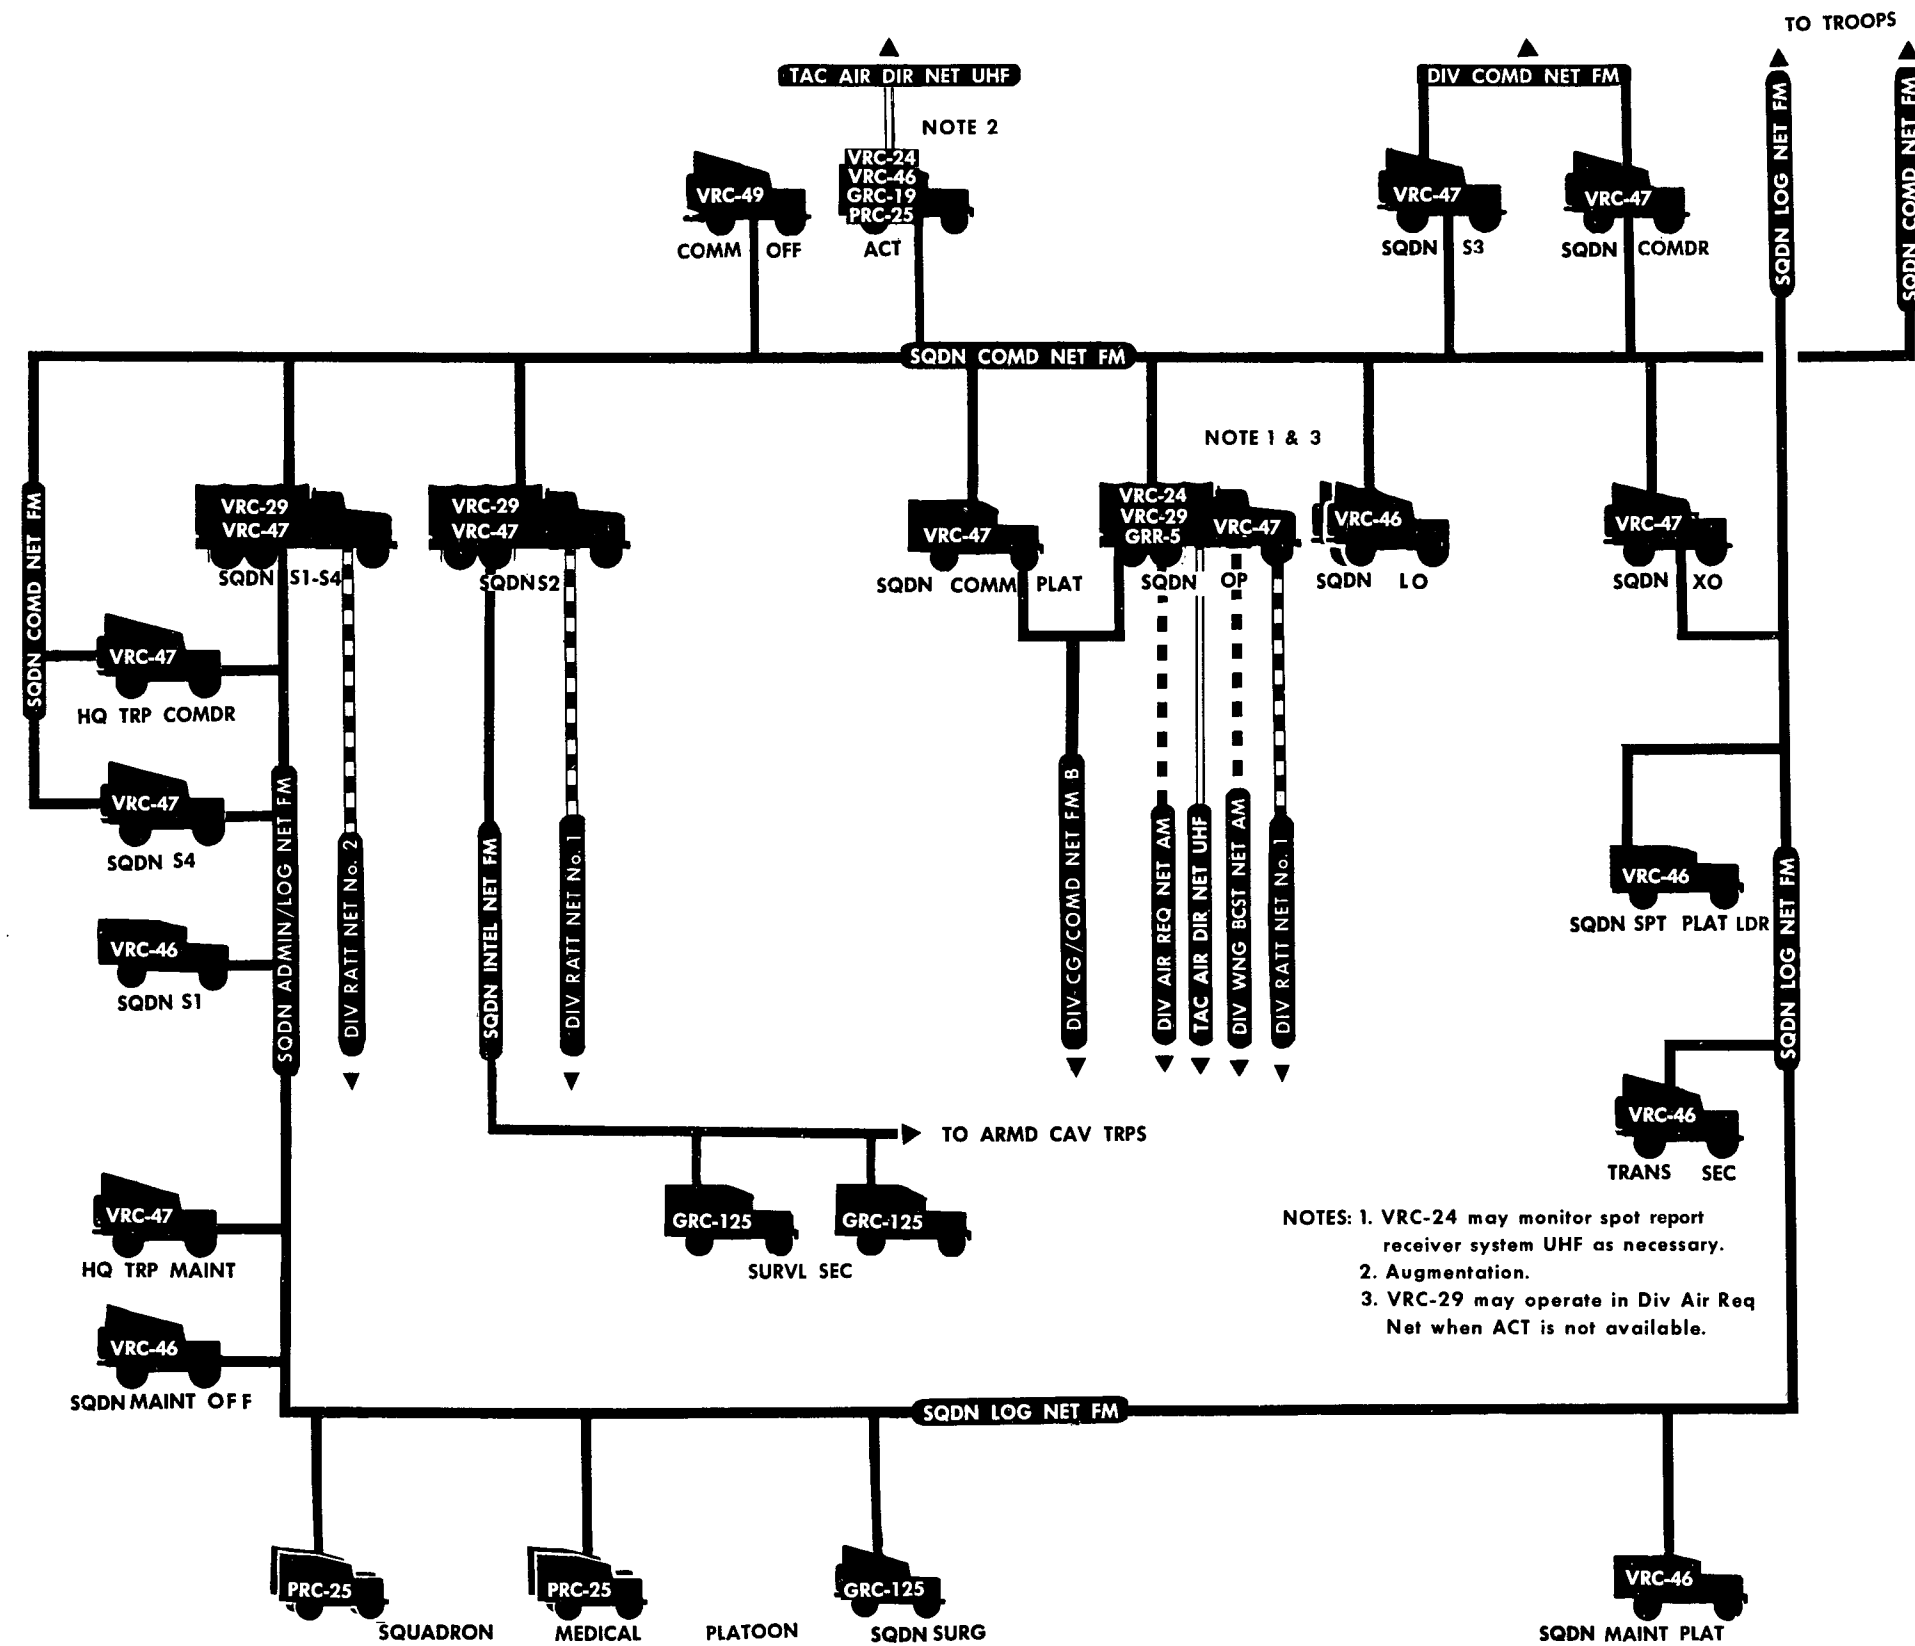 TO TROOPS
TAC AIR DIR NET UHF
DIV COMD NET FM
SQDN LOG NET FM
SQDN COMD NET FM
NOTE 2
VRC-49
COMM OFF
VRC-24
VRC-46
GRC-19
PRC-25
ACT
VRC-47
SQDN S3
VRC-47
SQDN COMDR
SQDN COMD NET FM
NOTE 1 & 3
SQDN COMD NET FM
VRC-29
VRC-47
SQDN S1-S4
VRC-29
VRC-47
SQDN S2
VRC-47
SQDN COMM PLAT
VRC-24
VRC-29
GRR-5
VRC-47
SQDN OP
VRC-46
SQDN LO
VRC-47
SQDN XO
VRC-47
HQ TRP COMDR
VRC-47
SQDN S4
VRC-46
SQDN S1
SQDN ADMIN/LOG NET FM
DIV RATT NET No. 2
SQDN INTEL NET FM
DIV RATT NET No. 1
DIV CG/COMD NET FM B
DIV AIR REQ NET AM
TAC AIR DIR NET UHF
DIV WNG BCST NET AM
DIV RATT NET No. 1
VRC-46
SQDN SPT PLAT LDR
SQDN LOG NET FM
VRC-46
TRANS SEC
TO ARMD CAV TRPS
GRC-125
GRC-125
SURVL SEC
VRC-47
HQ TRP MAINT
VRC-46
SQDN MAINT OFF
NOTES: 1. VRC-24 may monitor spot report
receiver system UHF as necessary.
2. Augmentation.
3. VRC-29 may operate in Div Air Req
Net when ACT is not available.
SQDN LOG NET FM
PRC-25
PRC-25
SQUADRON MEDICAL PLATOON
GRC-125
SQDN SURG
VRC-46
SQDN MAINT PLAT